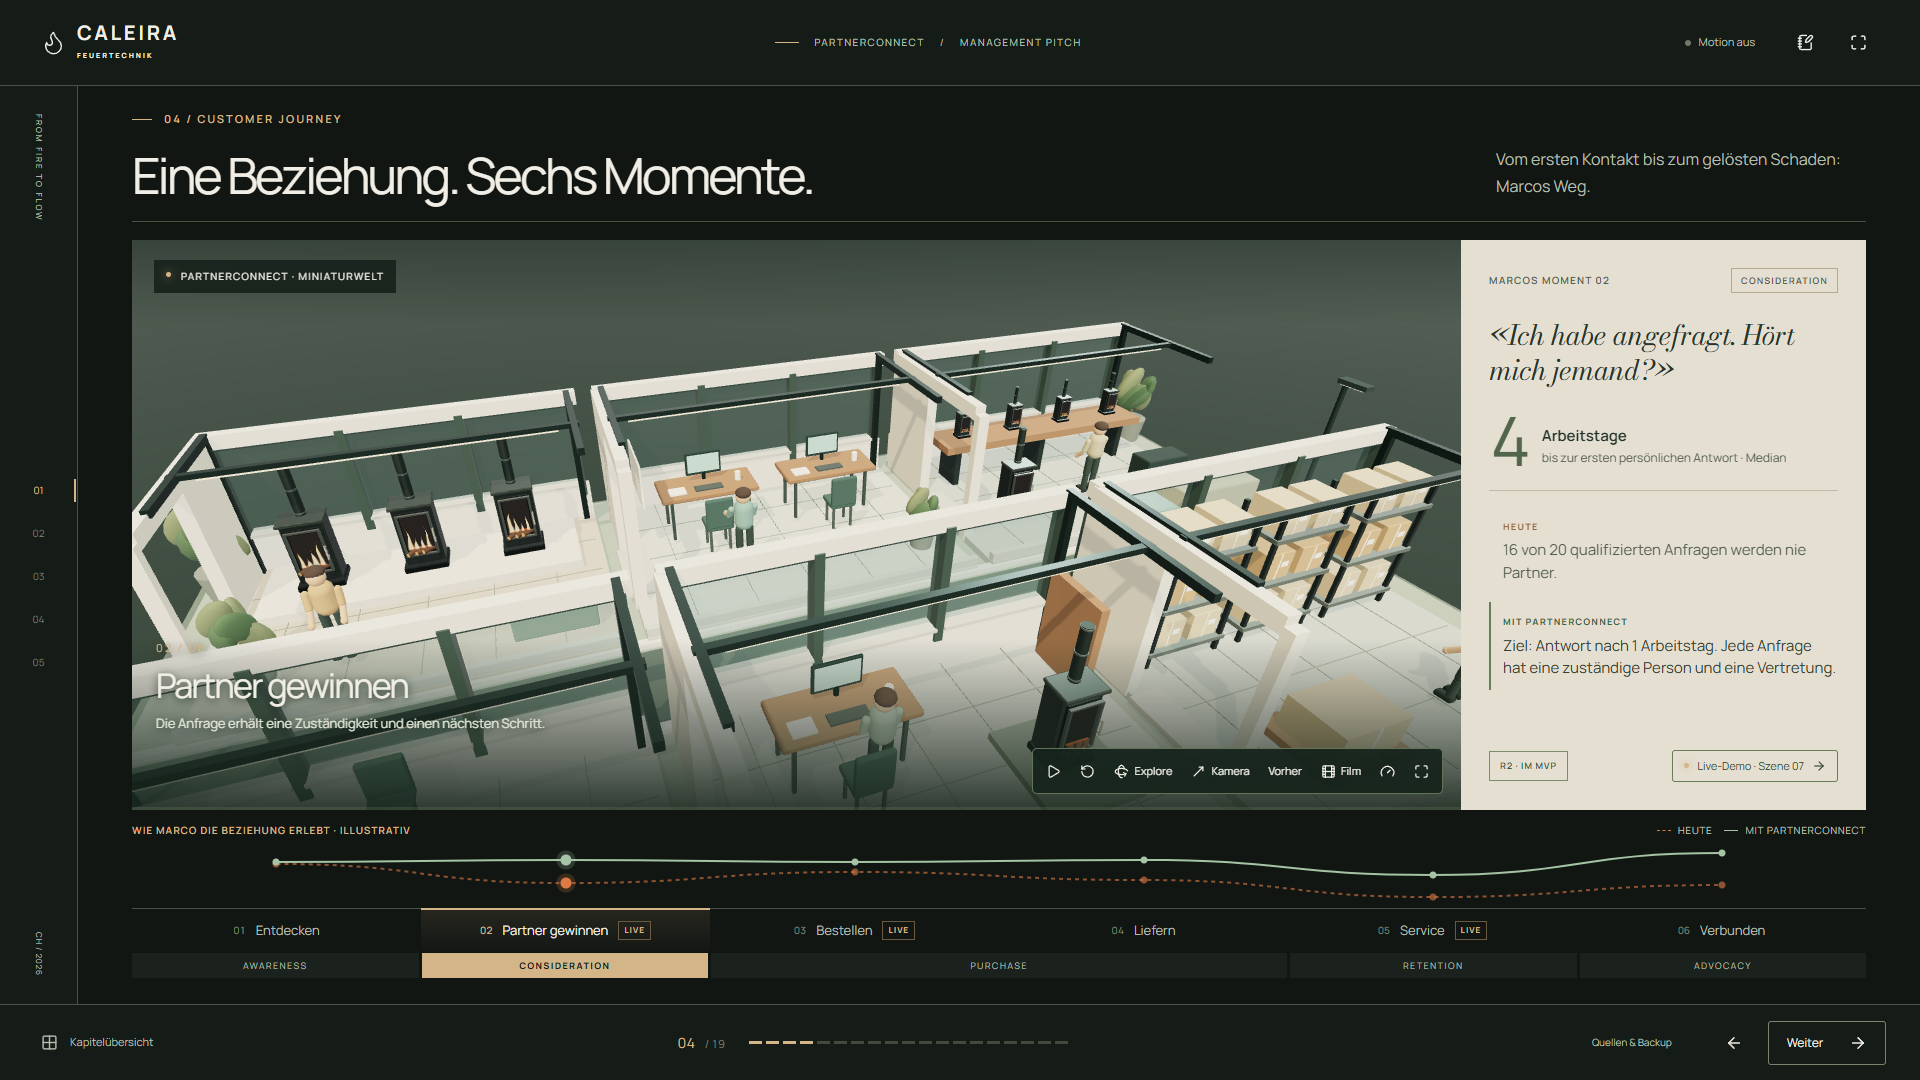 CALEIRA
FEUERTECHNIK
PARTNERCONNECT / MANAGEMENT PITCH
Motion aus
FROM FIRE TO FLOW
04 / CUSTOMER JOURNEY
Eine Beziehung. Sechs Momente.
Vom ersten Kontakt bis zum gelösten Schaden:
Marcos Weg.
PARTNERCONNECT · MINIATURWELT
Partner gewinnen
Die Anfrage erhält eine Zuständigkeit und einen nächsten Schritt.
Explore
Kamera
Vorher
Film
MARCOS MOMENT 02
CONSIDERATION
«Ich habe angefragt. Hört
mich jemand?»
4 Arbeitstage
bis zur ersten persönlichen Antwort · Median
HEUTE
16 von 20 qualifizierten Anfragen werden nie
Partner.
MIT PARTNERCONNECT
Ziel: Antwort nach 1 Arbeitstag. Jede Anfrage
hat eine zuständige Person und eine Vertretung.
R2 · IM MVP
Live-Demo · Szene 07
01
02
03
04
05
WIE MARCO DIE BEZIEHUNG ERLEBT · ILLUSTRATIV
HEUTE
MIT PARTNERCONNECT
01 Entdecken
02 Partner gewinnen LIVE
03 Bestellen LIVE
04 Liefern
05 Service LIVE
06 Verbunden
AWARENESS
CONSIDERATION
PURCHASE
RETENTION
ADVOCACY
CH / 2026
Kapitelübersicht
04 / 19
Quellen & Backup
Weiter